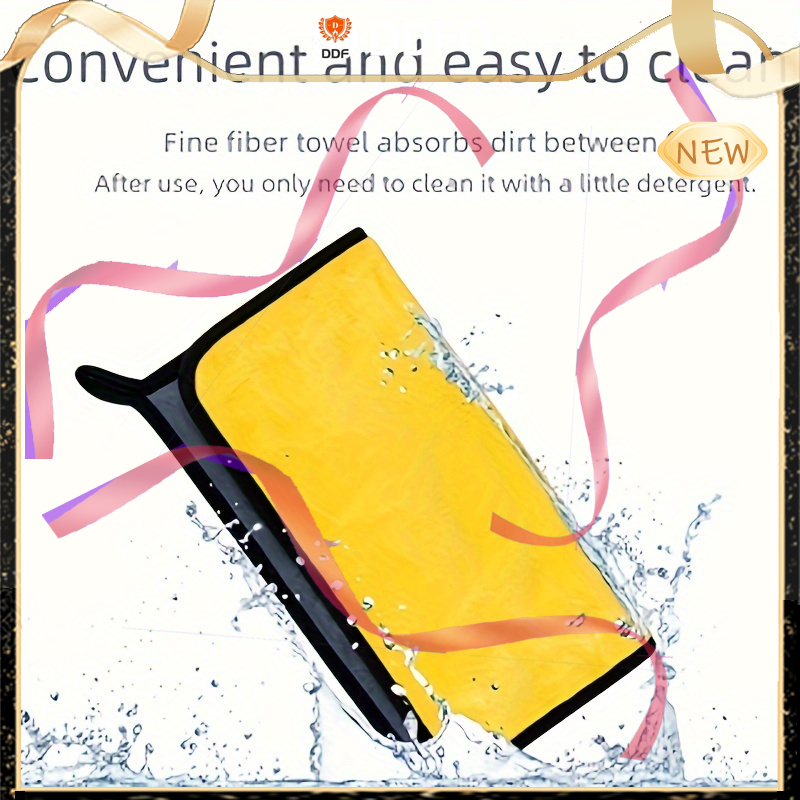 DDF
Convenient and easy to clean
Fine fiber towel absorbs dirt between
NEW
After use, you only need to clean it with a little detergent.